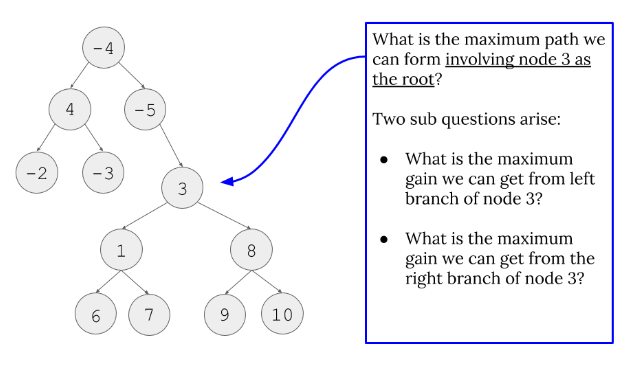 -4
4
-5
-2
-3
3
1
8
6
7
9
10
What is the maximum path we
can form involving node 3 as
the root?
Two sub questions arise:
● What is the maximum
gain we can get from left
branch of node 3?
● What is the maximum
gain we can get from the
right branch of node 3?